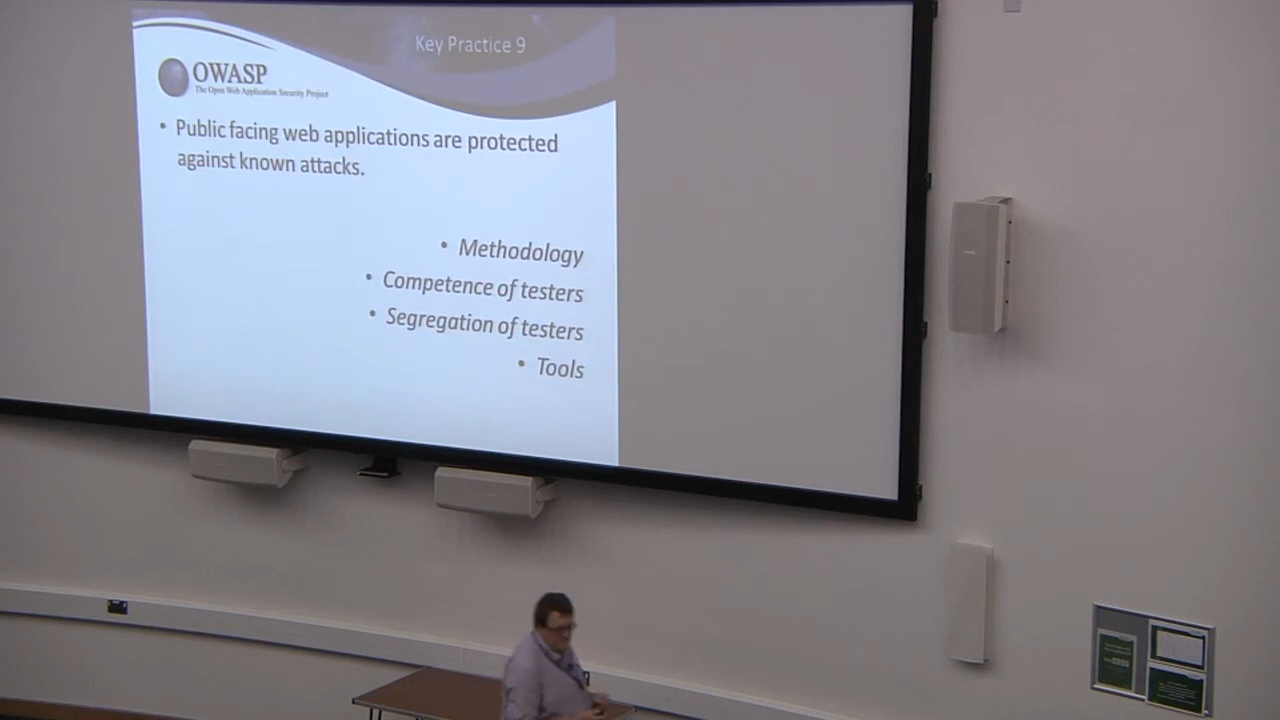 Key Practice 9
OWASP
The Open Web Application Security Project
• Public facing web applications are protected
against known attacks.
• Methodology
• Competence of testers
• Segregation of testers
• Tools